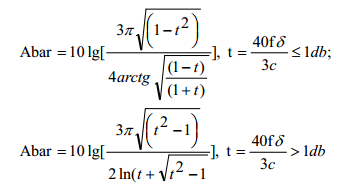 Abar = 10 lg[ 3π√(1−t²) / 4arctg √((1−t)/(1+t)) ], t = 40fδ/3c ≤ 1db;
Abar = 10 lg[ 3π√(t²−1) / 2 ln(t + √t²−1 ], t = 40fδ/3c > 1db